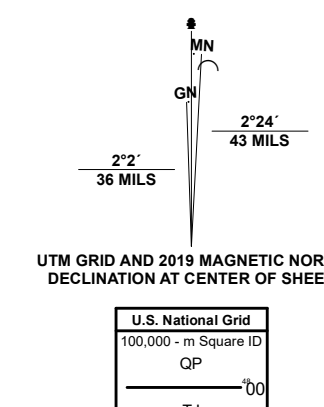 MN
GN
2°24´
43 MILS
2°2´
36 MILS
UTM GRID AND 2019 MAGNETIC NOR
DECLINATION AT CENTER OF SHEE
U.S. National Grid
100,000 - m Square ID
QP
4800